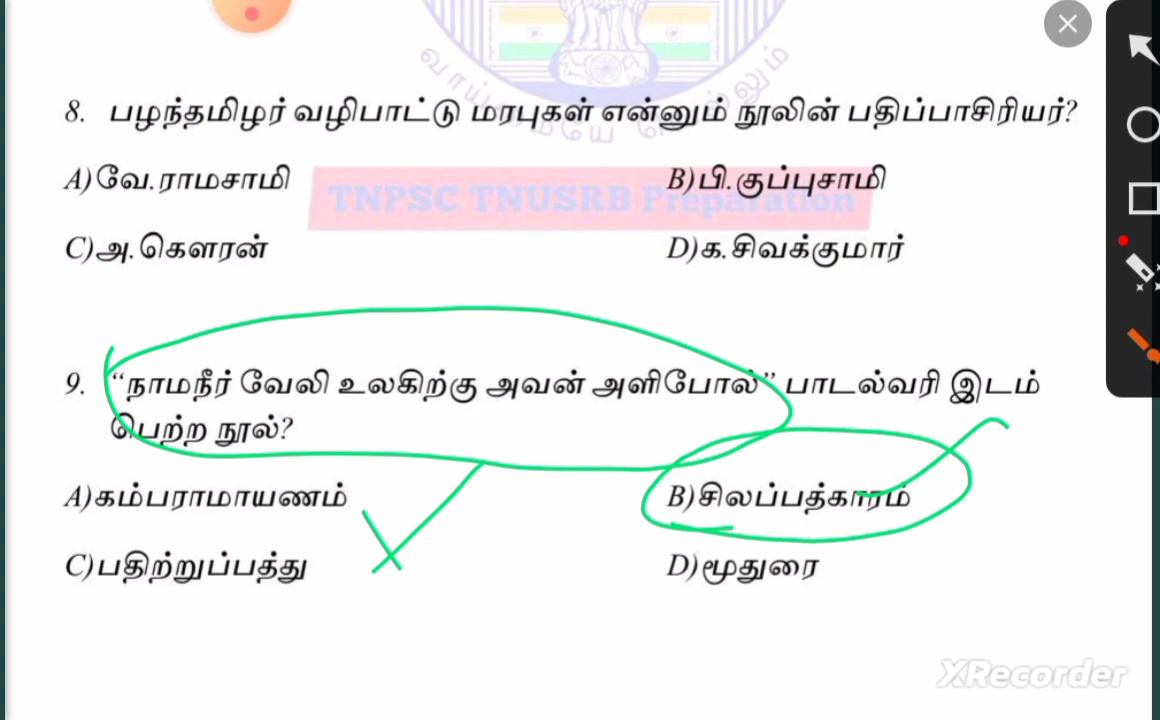 8. பழந்தமிழர் வழிபாட்டு மரபுகள் என்னும் நூலின் பதிப்பாசிரியர்?
A)வே.ராமசாமி B)பி.குப்புசாமி
TNPSC TNUSRB Preparation
C)அ.கௌரன் D)க.சிவக்குமார்
9. “நாமநீர் வேலி உலகிற்கு அவன் அளிபோல்” பாடல்வரி இடம்
பெற்ற நூல்?
A)கம்பராமாயணம் B)சிலப்பத்காரம்
C)பதிற்றுப்பத்து D)மூதுரை
XRecorder